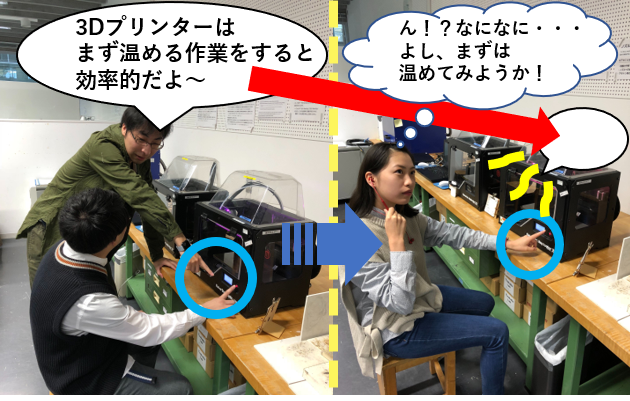 3Dプリンターは
まず温める作業をすると
効率的だよ～
ん！？なになに・・・
よし、まずは
温めてみようか！